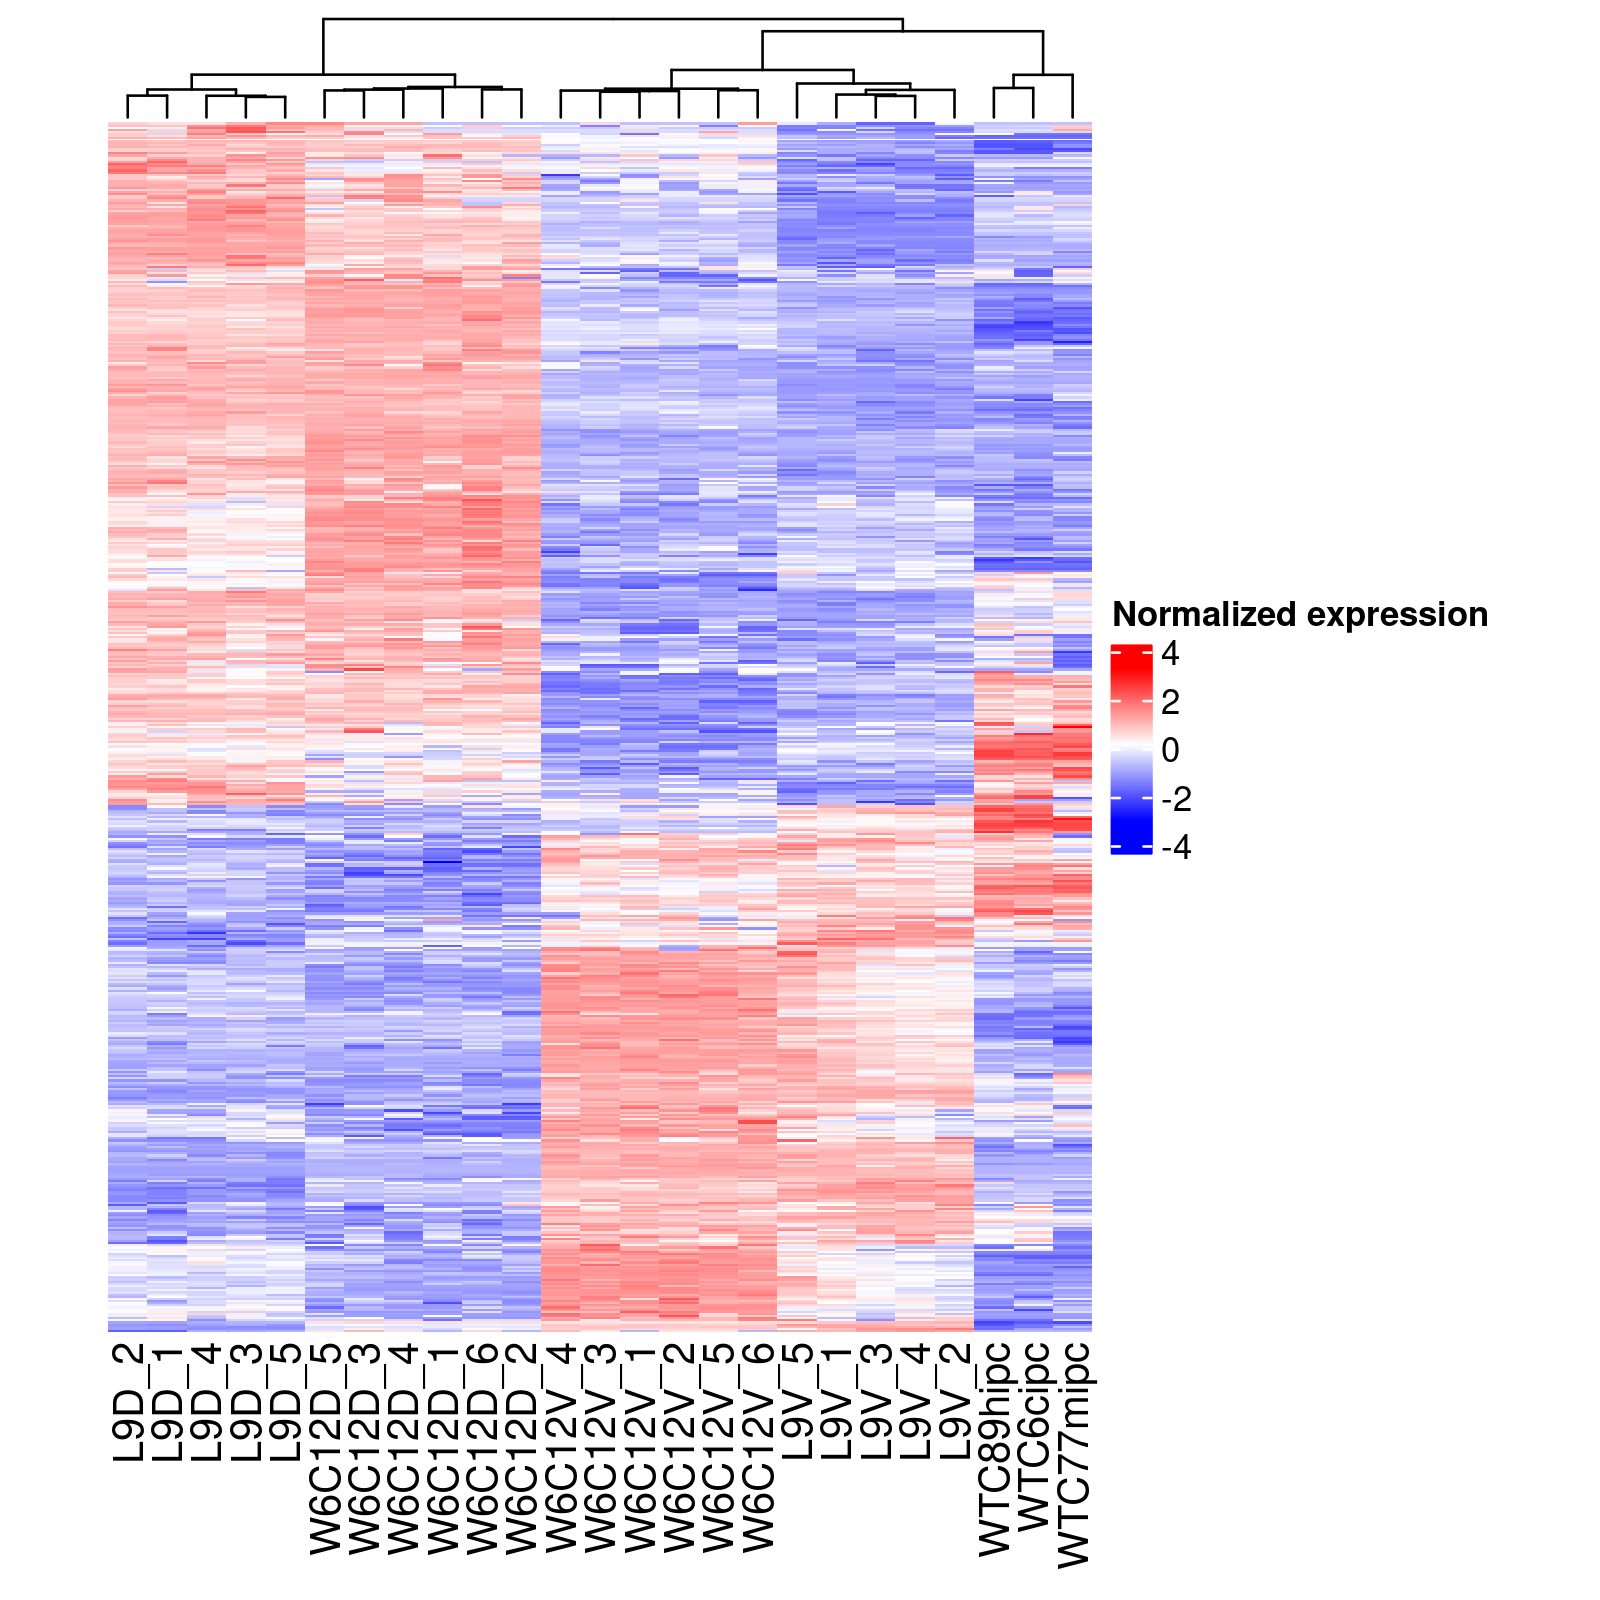 Normalized expression
4
2
0
-2
-4
L9D_2
L9D_1
L9D_4
L9D_3
L9D_5
W6C12D_5
W6C12D_3
W6C12D_4
W6C12D_1
W6C12D_6
W6C12D_2
W6C12V_4
W6C12V_3
W6C12V_1
W6C12V_2
W6C12V_5
W6C12V_6
L9V_5
L9V_1
L9V_3
L9V_4
L9V_2
WTC89hipc
WTC6cipc
WTC77mipc